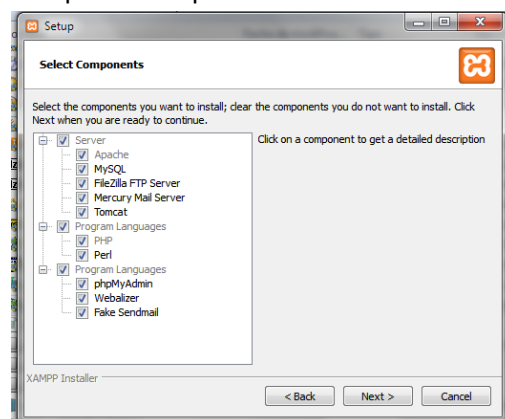 Setup
Select Components
Select the components you want to install; clear the components you do not want to install. Click
Next when you are ready to continue.
Server
Apache
MySQL
FileZilla FTP Server
Mercury Mail Server
Tomcat
Program Languages
PHP
Perl
Program Languages
phpMyAdmin
Webalizer
Fake Sendmail
Click on a component to get a detailed description
XAMPP Installer
< Back
Next >
Cancel